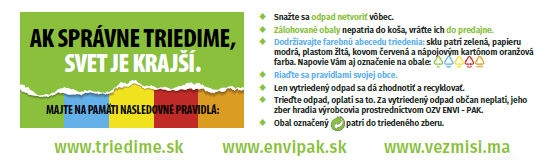 AK SPRÁVNE TRIEDIME,
SVET JE KRAJŠÍ.
MAJTE NA PAMÄTI NASLEDOVNÉ PRAVIDLÁ:
Snažte sa odpad netvoriť vôbec.
Zálohované obaly nepatria do koša, vráťte ich do predajne.
Dodržiavajte farebnú abecedu triedenia: sklu patrí zelená, papieru
modrá, plastom žltá, kovom červená a nápojovým kartónom oranžová
farba. Napovie Vám aj označenie na obale:
Riaďte sa pravidlami svojej obce.
Len vytriedený odpad sa dá zhodnotiť a recyklovať.
Trieďte odpad, oplatí sa to. Za vytriedený odpad občan neplatí, jeho
zber hradia výrobcovia prostredníctvom OZV ENVI - PAK.
Obal označený patrí do triedeného zberu.
www.triedime.sk www.envipak.sk www.vezmisi.ma